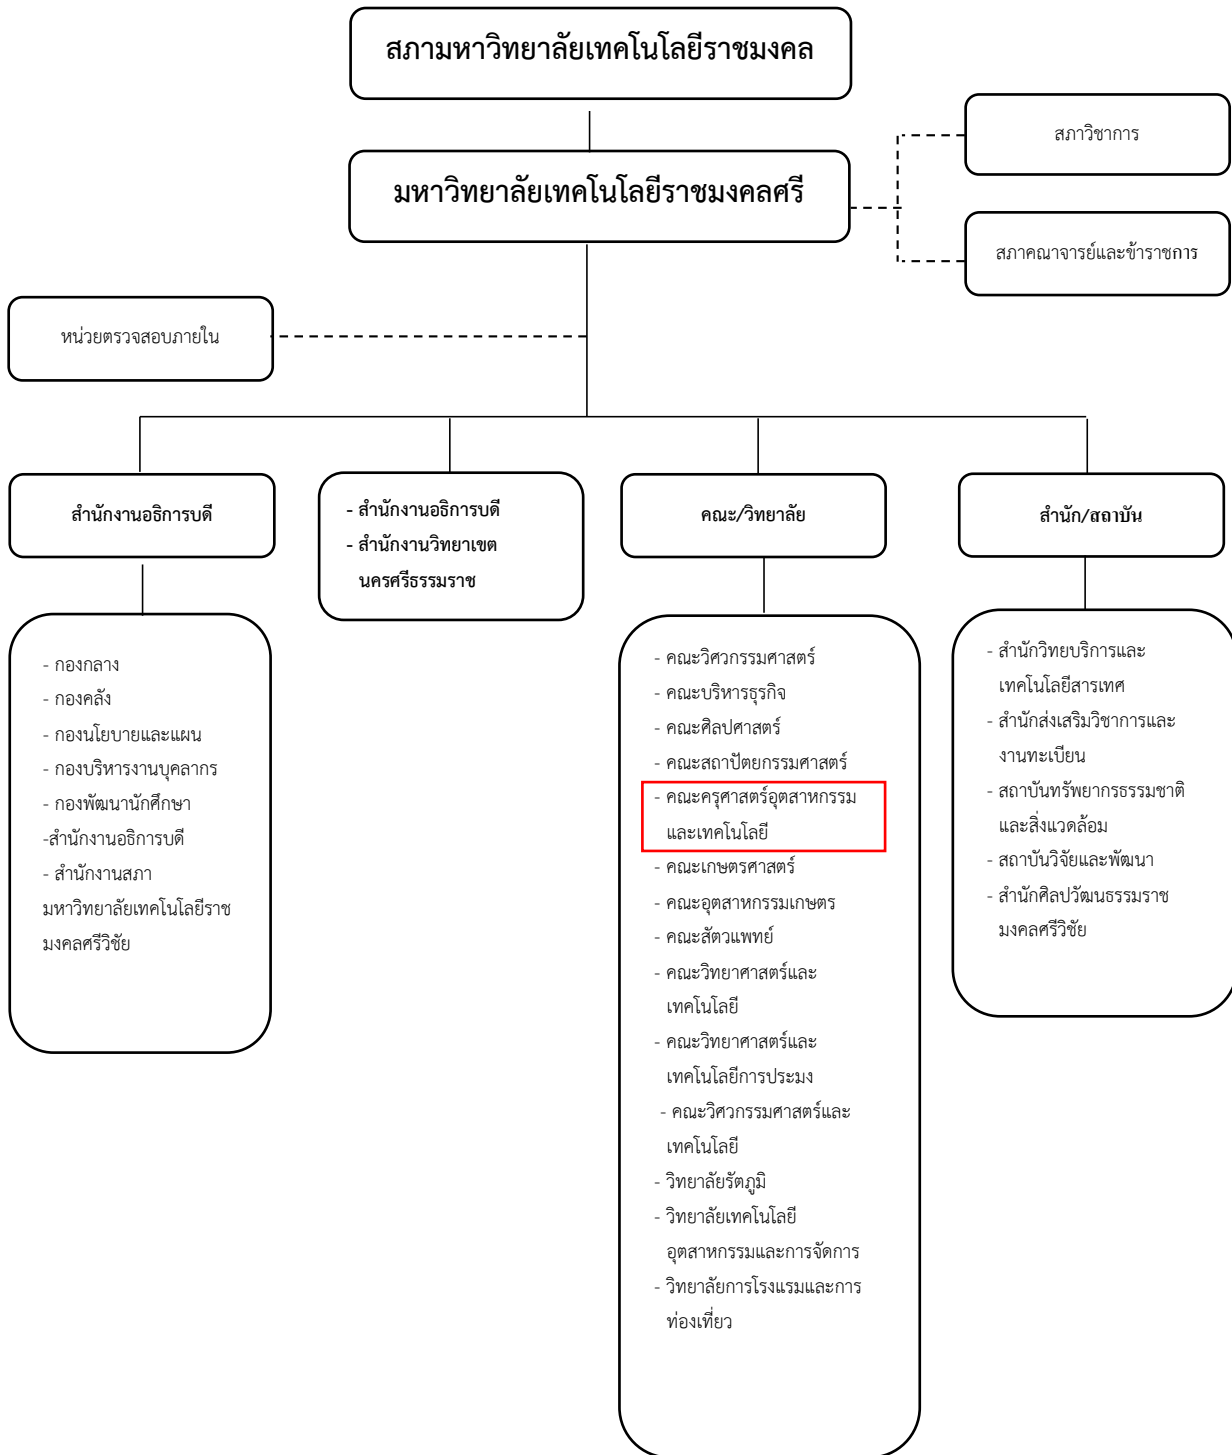 สภามหาวิทยาลัยเทคโนโลยีราชมงคล
สภาวิชาการ
มหาวิทยาลัยเทคโนโลยีราชมงคลศรี
สภาคณาจารย์และข้าราชการ
หน่วยตรวจสอบภายใน
สำนักงานอธิการบดี
- กองกลาง
- กองคลัง
- กองนโยบายและแผน
- กองบริหารงานบุคลากร
- กองพัฒนานักศึกษา
-สำนักงานอธิการบดี
- สำนักงานสภา
มหาวิทยาลัยเทคโนโลยีราช
มงคลศรีวิชัย
- สำนักงานอธิการบดี
- สำนักงานวิทยาเขต
นครศรีธรรมราช
คณะ/วิทยาลัย
- คณะวิศวกรรมศาสตร์
- คณะบริหารธุรกิจ
- คณะศิลปศาสตร์
- คณะสถาปัตยกรรมศาสตร์
- คณะครุศาสตร์อุตสาหกรรม
และเทคโนโลยี
- คณะเกษตรศาสตร์
- คณะอุตสาหกรรมเกษตร
- คณะสัตวแพทย์
- คณะวิทยาศาสตร์และ
เทคโนโลยี
- คณะวิทยาศาสตร์และ
เทคโนโลยีการประมง
- คณะวิศวกรรมศาสตร์และ
เทคโนโลยี
- วิทยาลัยรัตภูมิ
- วิทยาลัยเทคโนโลยี
อุตสาหกรรมและการจัดการ
- วิทยาลัยการโรงแรมและการ
ท่องเที่ยว
สำนัก/สถาบัน
- สำนักวิทยบริการและ
เทคโนโลยีสารเทศ
- สำนักส่งเสริมวิชาการและ
งานทะเบียน
- สถาบันทรัพยากรธรรมชาติ
และสิ่งแวดล้อม
- สถาบันวิจัยและพัฒนา
- สำนักศิลปวัฒนธรรมราช
มงคลศรีวิชัย